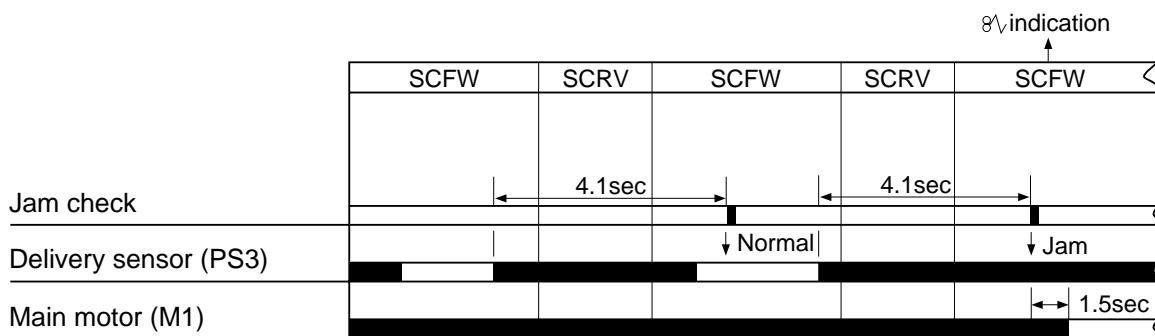 indication
SCFW SCRV SCFW SCRV SCFW
4.1sec 4.1sec
Jam check
Normal Jam
Delivery sensor (PS3)
1.5sec
Main motor (M1)